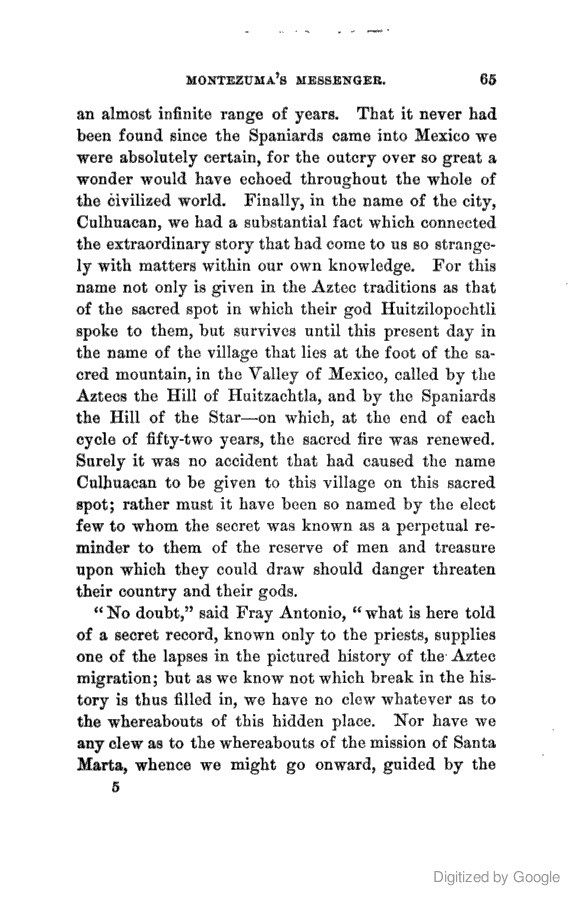 MONTEZUMA'S MESSENGER. 65
an almost infinite range of years. That it never had
been found since the Spaniards came into Mexico we
were absolutely certain, for the outcry over so great a
wonder would have echoed throughout the whole of
the civilized world. Finally, in the name of the city,
Culhuacan, we had a substantial fact which connected
the extraordinary story that had come to us so strange-
ly with matters within our own knowledge. For this
name not only is given in the Aztec traditions as that
of the sacred spot in which their god Huitzilopochtli
spoke to them, but survives until this present day in
the name of the village that lies at the foot of the sa-
cred mountain, in the Valley of Mexico, called by the
Aztecs the Hill of Huitzachtla, and by the Spaniards
the Hill of the Star—on which, at the end of each
cycle of fifty-two years, the sacred fire was renewed.
Surely it was no accident that had caused the name
Culhuacan to be given to this village on this sacred
spot; rather must it have been so named by the elect
few to whom the secret was known as a perpetual re-
minder to them of the reserve of men and treasure
upon which they could draw should danger threaten
their country and their gods.
"No doubt," said Fray Antonio, "what is here told
of a secret record, known only to the priests, supplies
one of the lapses in the pictured history of the Aztec
migration; but as we know not which break in the his-
tory is thus filled in, we have no clew whatever as to
the whereabouts of this hidden place. Nor have we
any clew as to the whereabouts of the mission of Santa
Marta, whence we might go onward, guided by the
5
Digitized by Google